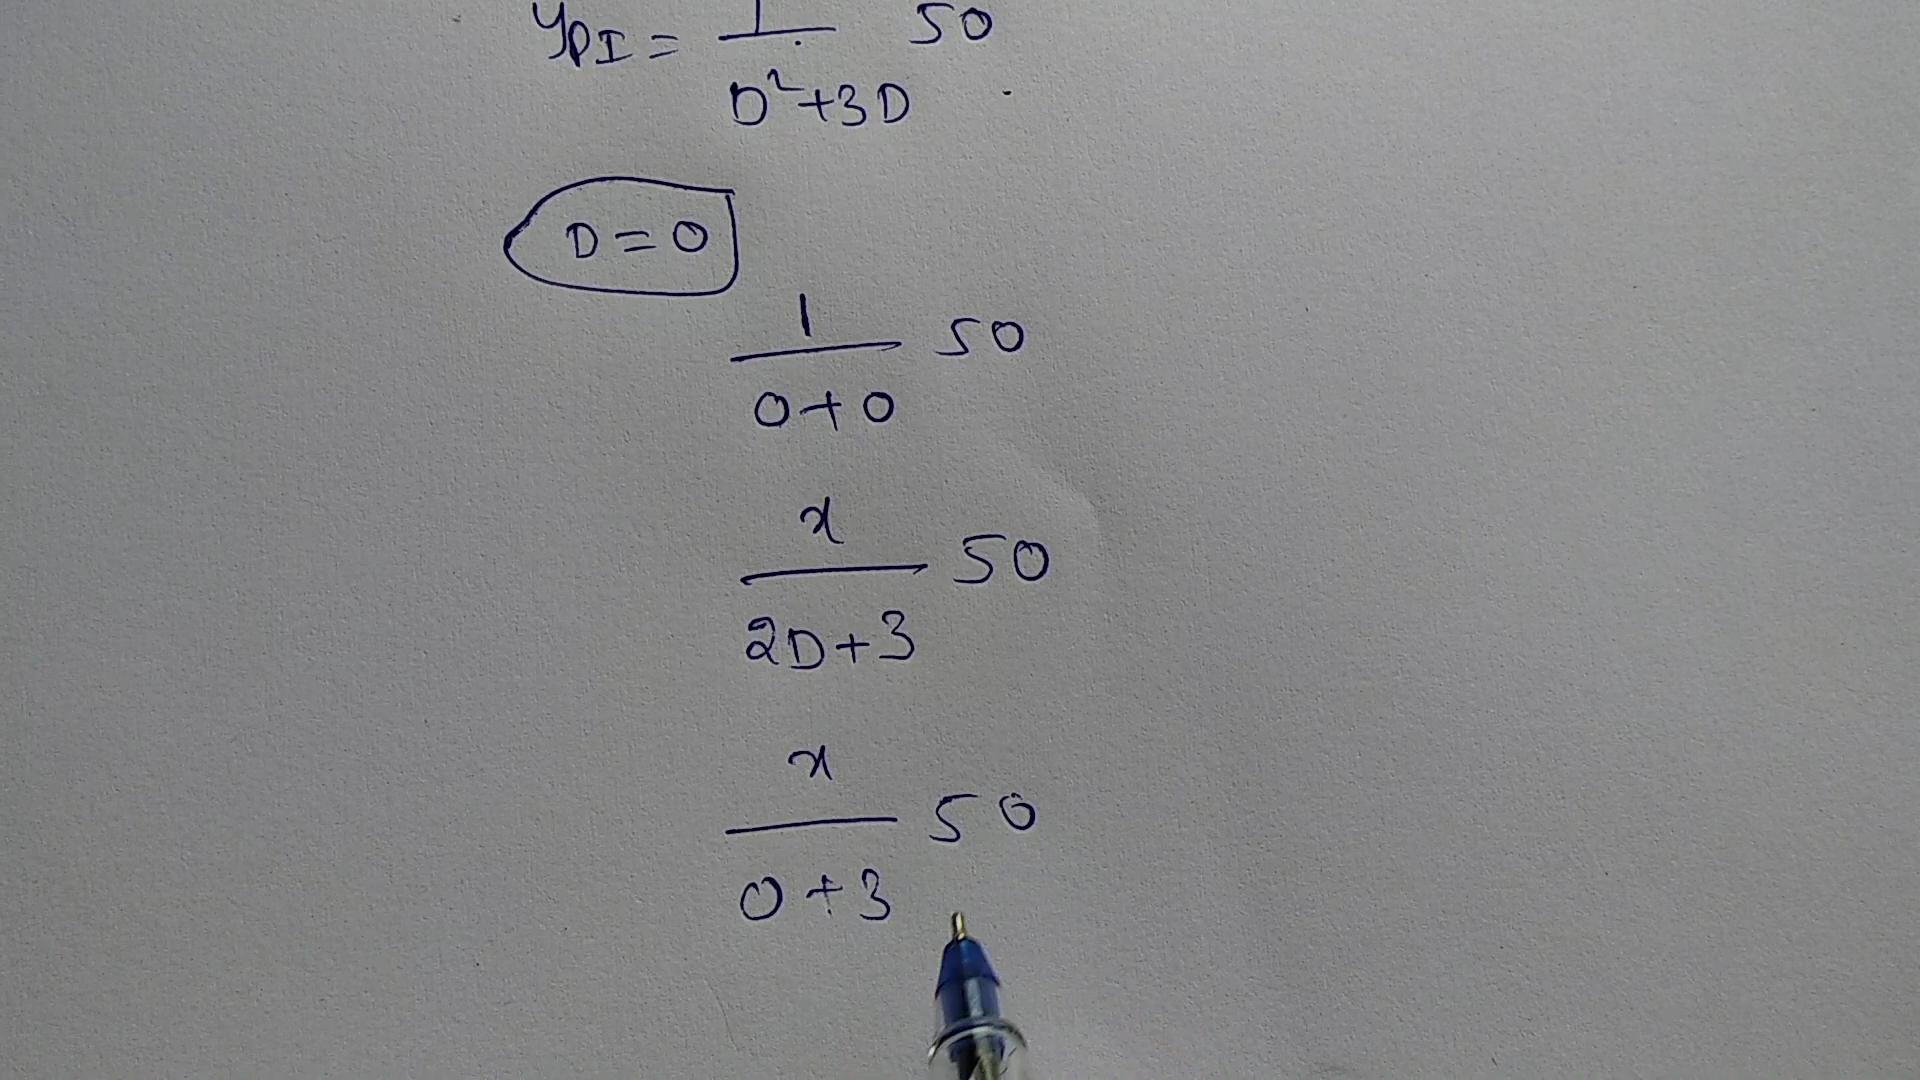 yPI = 1/(D²+3D) 50
D=0
1/(0+0) 50
x/(2D+3) 50
x/(0+3) 50